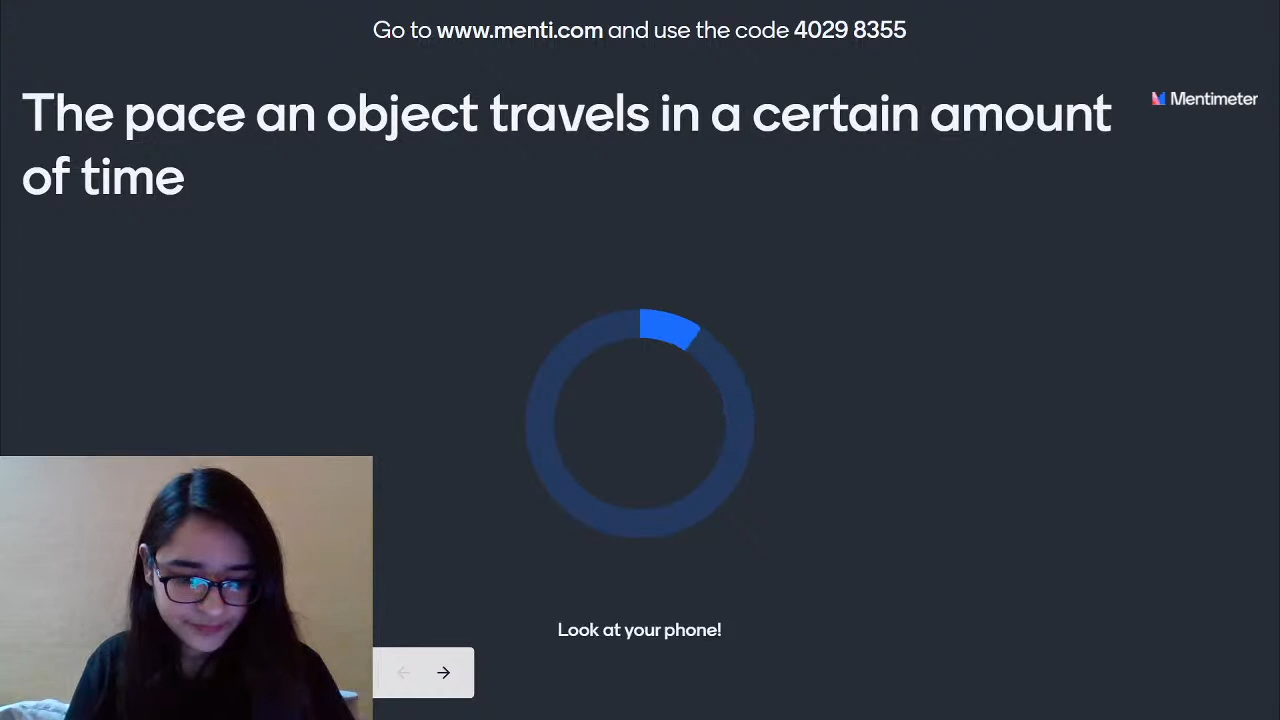 Go to www.menti.com and use the code 4029 8355
The pace an object travels in a certain amount
of time
Mentimeter
Look at your phone!